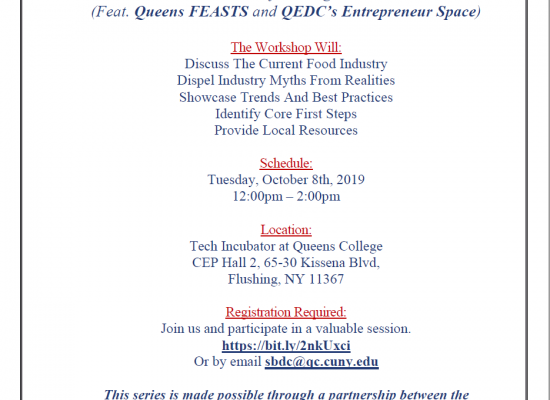 (Feat. Queens FEASTS and QEDC's Entrepreneur Space)
The Workshop Will:
Discuss The Current Food Industry
Dispel Industry Myths From Realities
Showcase Trends And Best Practices
Identify Core First Steps
Provide Local Resources
Schedule:
Tuesday, October 8th, 2019
12:00pm – 2:00pm
Location:
Tech Incubator at Queens College
CEP Hall 2, 65-30 Kissena Blvd,
Flushing, NY 11367
Registration Required:
Join us and participate in a valuable session.
https://bit.ly/2nkUxci
Or by email sbdc@qc.cuny.edu
This series is made possible through a partnership between the